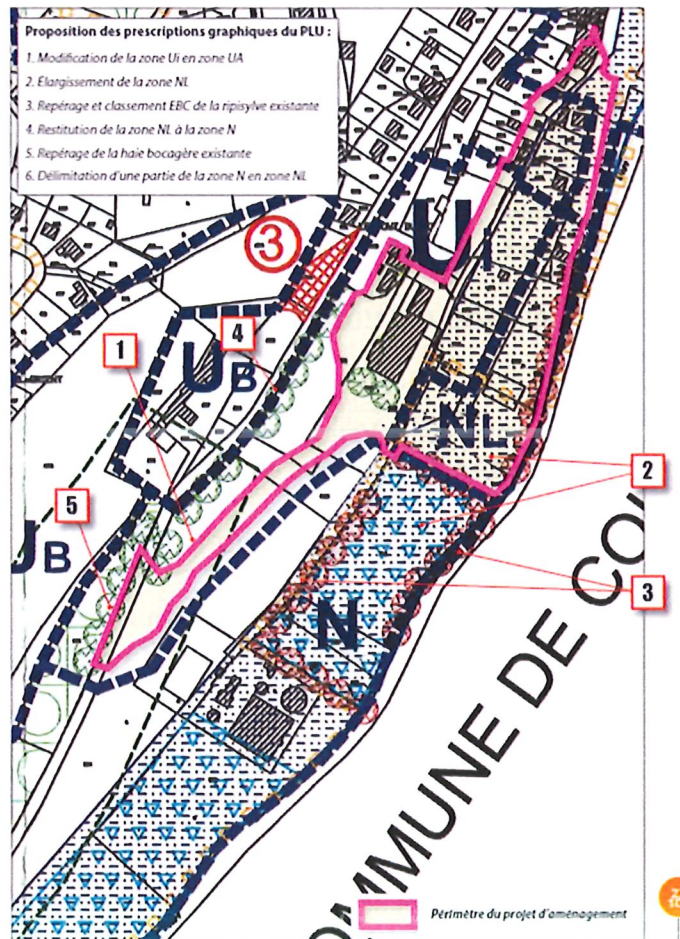 Proposition des prescriptions graphiques du PLU :
1. Modification de la zone Ui en zone UA
2. Elargissement de la zone NL
3. Repérage et classement EBC de la ripisylve existante
4. Restitution de la zone NL à la zone N
5. Repérage de la haie bocagère existante
6. Délimitation d'une partie de la zone N en zone NL
3
UI
4
1
UB
NL
2
5
UB
3
N
COMMUNE DE CO
Périmètre du projet d'aménagement